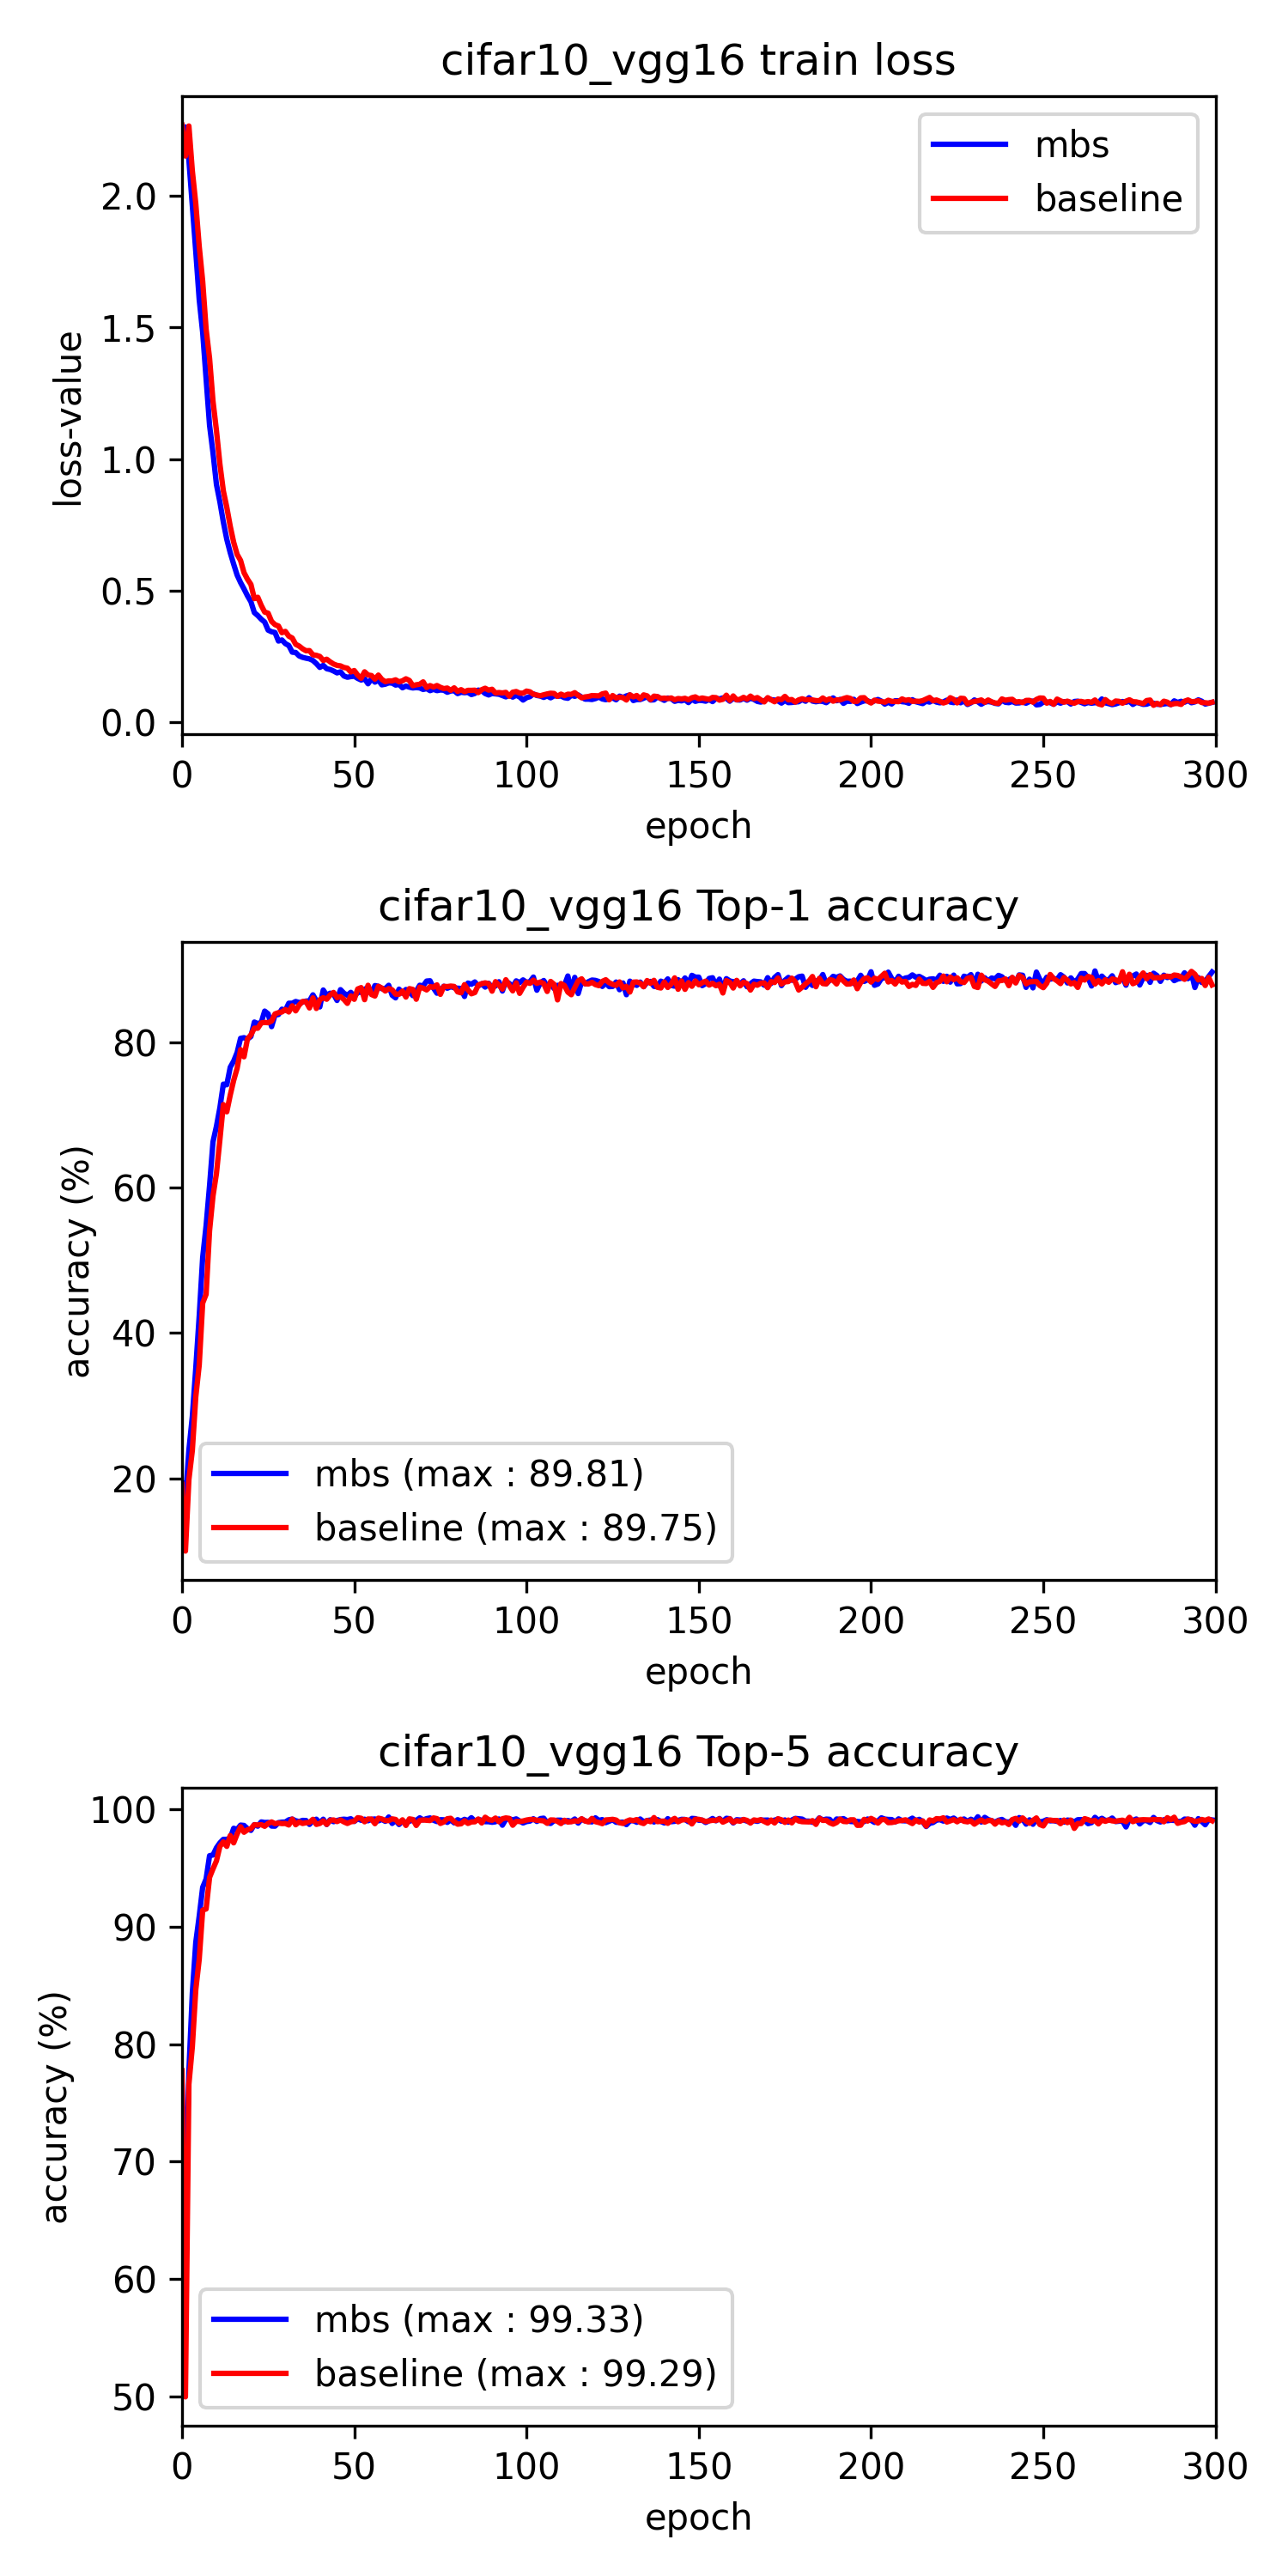 cifar10_vgg16 train loss
mbs
baseline
2.0
1.5
1.0
0.5
0.0
loss-value
0 50 100 150 200 250 300
epoch
cifar10_vgg16 Top-1 accuracy
80
60
40
20
accuracy (%)
mbs (max : 89.81)
baseline (max : 89.75)
0 50 100 150 200 250 300
epoch
cifar10_vgg16 Top-5 accuracy
100
90
80
70
60
50
accuracy (%)
mbs (max : 99.33)
baseline (max : 99.29)
0 50 100 150 200 250 300
epoch